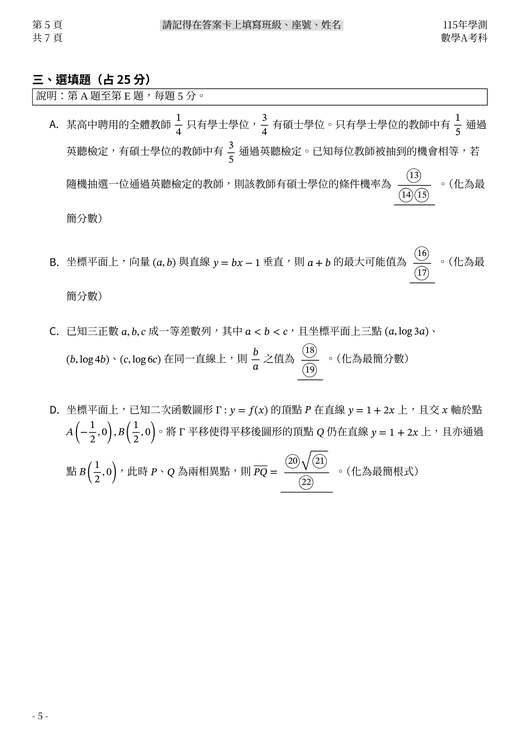 第 5 頁
共 7 頁
請記得在答案卡上填寫班級、座號、姓名
115年學測
數學A考科
三、選填題（占 25 分）
說明：第 A 題至第 E 題，每題 5 分。
A. 某高中聘用的全體教師 1/4 只有學士學位，3/4 有碩士學位。只有學士學位的教師中有 1/5 通過
英聽檢定，有碩士學位的教師中有 3/5 通過英聽檢定。已知每位教師被抽到的機會相等，若
隨機抽選一位通過英聽檢定的教師，則該教師有碩士學位的條件機率為 ⑬/⑭⑮ 。（化為最
簡分數）
B. 坐標平面上，向量 (a, b) 與直線 y = bx − 1 垂直，則 a + b 的最大可能值為 ⑯/⑰ 。（化為最
簡分數）
C. 已知三正數 a, b, c 成一等差數列，其中 a < b < c，且坐標平面上三點 (a, log 3a)、
(b, log 4b)、(c, log 6c) 在同一直線上，則 b/a 之值為 ⑱/⑲ 。（化為最簡分數）
D. 坐標平面上，已知二次函數圖形 Γ : y = f(x) 的頂點 P 在直線 y = 1 + 2x 上，且交 x 軸於點
A(−1/2, 0), B(1/2, 0)。將 Γ 平移使得平移後圖形的頂點 Q 仍在直線 y = 1 + 2x 上，且亦通過
點 B(1/2, 0)，此時 P、Q 為兩相異點，則 P̅Q̅ = ⑳√㉑/㉒ 。（化為最簡根式）
- 5 -